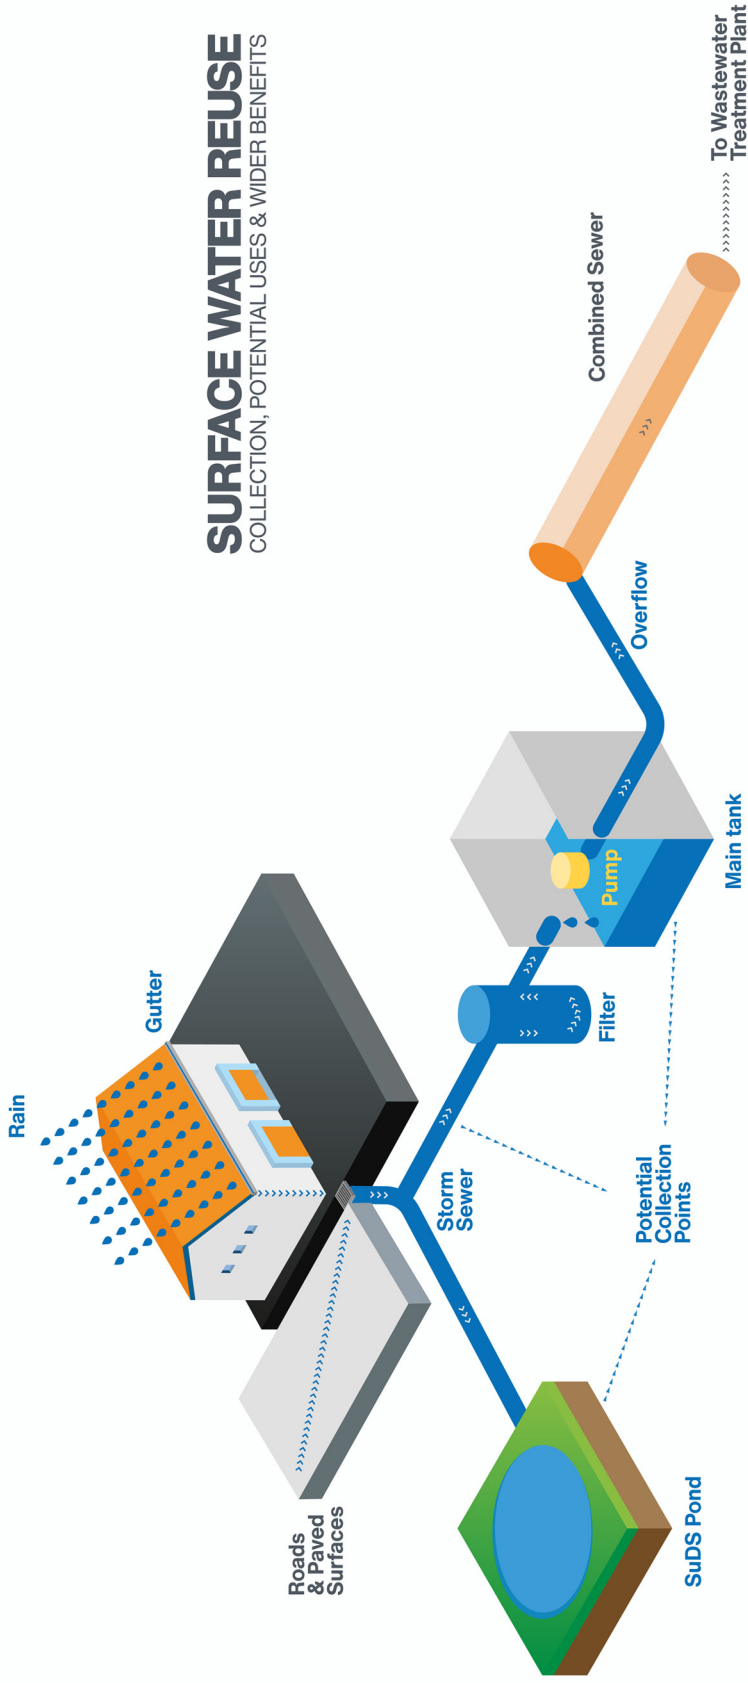 SURFACE WATER REUSE
COLLECTION, POTENTIAL USES & WIDER BENEFITS
Rain
Gutter
Roads
& Paved
Surfaces
Storm
Sewer
Filter
Pump
Main tank
Overflow
Combined Sewer
To Wastewater
Treatment Plant
Potential
Collection
Points
SuDS Pond